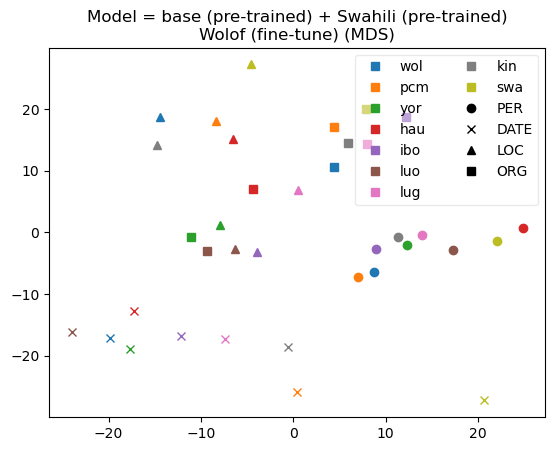 Model = base (pre-trained) + Swahili (pre-trained)
Wolof (fine-tune) (MDS)
wol
pcm
yor
hau
ibo
luo
lug
kin
swa
PER
DATE
LOC
ORG
20
10
0
−10
−20
−20
−10
0
10
20